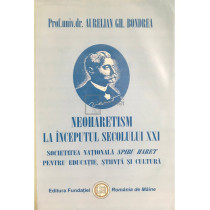 Prof.univ.dr. AURELIAN GH. BONDREA
NEOHARETISM
LA ÎNCEPUTUL SECOLULUI XXI
SOCIETATEA NAȚIONALĂ SPIRU HARET
PENTRU EDUCAȚIE, ȘTIINȚĂ ȘI CULTURĂ
Editura Fundației România de Mâine